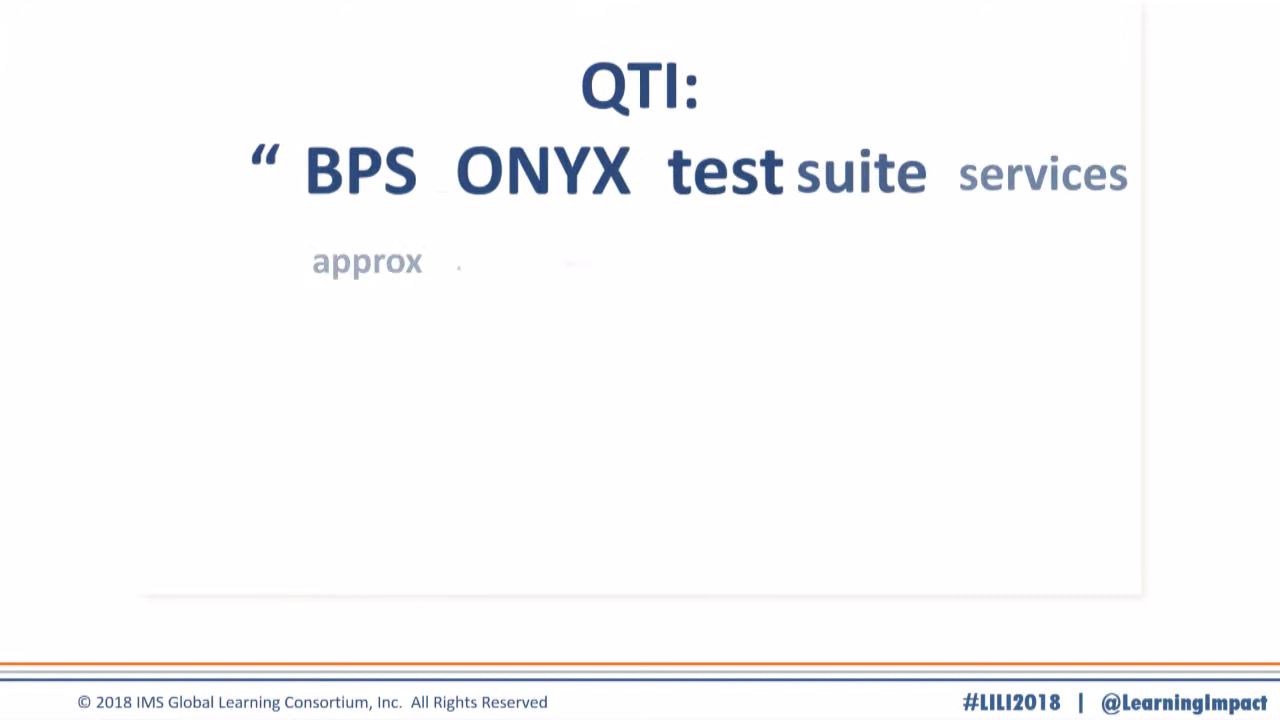 QTI:
“ BPS ONYX test suite services
approx .
© 2018 IMS Global Learning Consortium, Inc. All Rights Reserved
#LILI2018 | @LearningImpact